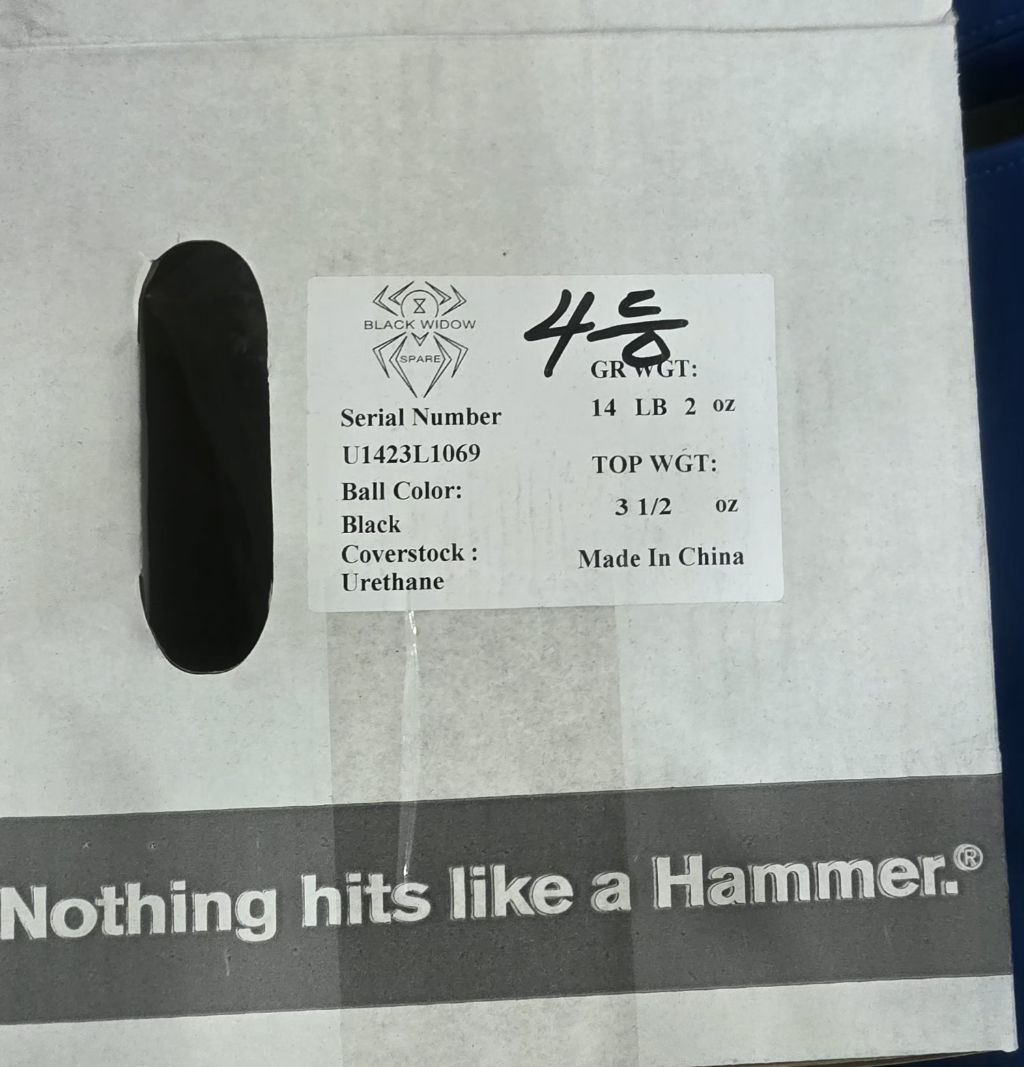 BLACK WIDOW
SPARE
4등
Serial Number
U1423L1069
Ball Color:
Black
Coverstock :
Urethane
GR WGT:
14 LB 2 oz
TOP WGT:
3 1/2 oz
Made In China
Nothing hits like a Hammer.®